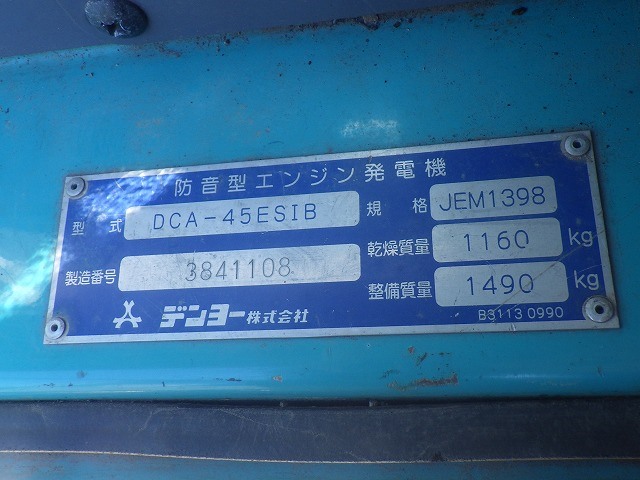 防音型エンジン発電機
型式 DCA-45ESIB 規格 JEM1398
製造番号 3841108 乾燥質量 1160 kg
整備質量 1490 kg
デンヨー株式会社 B3113 0990